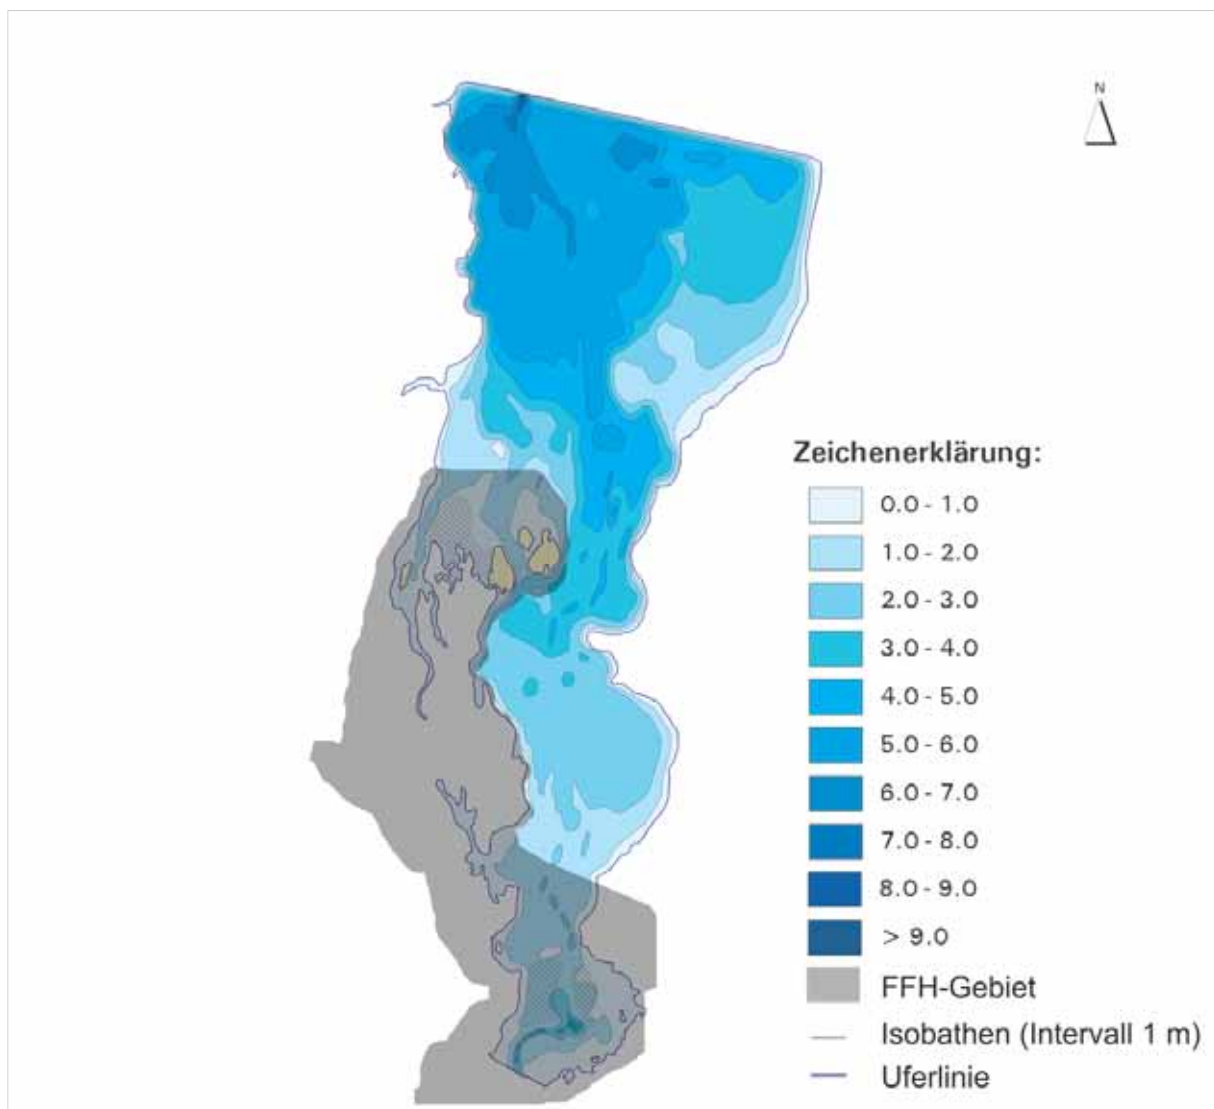 N
Zeichenerklärung:
0.0 - 1.0
1.0 - 2.0
2.0 - 3.0
3.0 - 4.0
4.0 - 5.0
5.0 - 6.0
6.0 - 7.0
7.0 - 8.0
8.0 - 9.0
> 9.0
FFH-Gebiet
Isobathen (Intervall 1 m)
Uferlinie